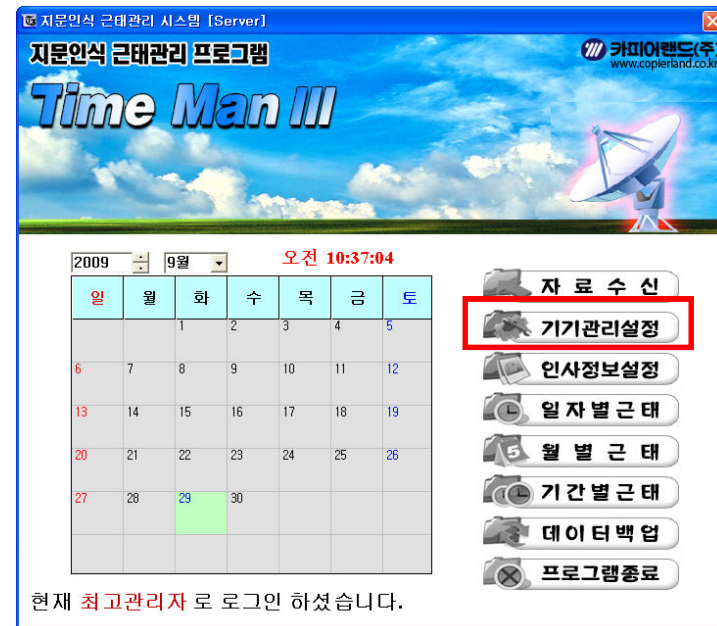 지문인식 근태관리 시스템 [Server]
지문인식 근태관리 프로그램
카피어랜드(주)
www.copierland.co.kr
Time Man III
2009 9월 오전 10:37:04
일 월 화 수 목 금 토
1 2 3 4 5
6 7 8 9 10 11 12
13 14 15 16 17 18 19
20 21 22 23 24 25 26
27 28 29 30
자 료 수 신
기기관리설정
인사정보설정
일 자 별 근 태
5 월 별 근 태
기 간 별 근 태
데 이 터 백 업
프로그램종료
현재 최고관리자 로 로그인 하셨습니다.